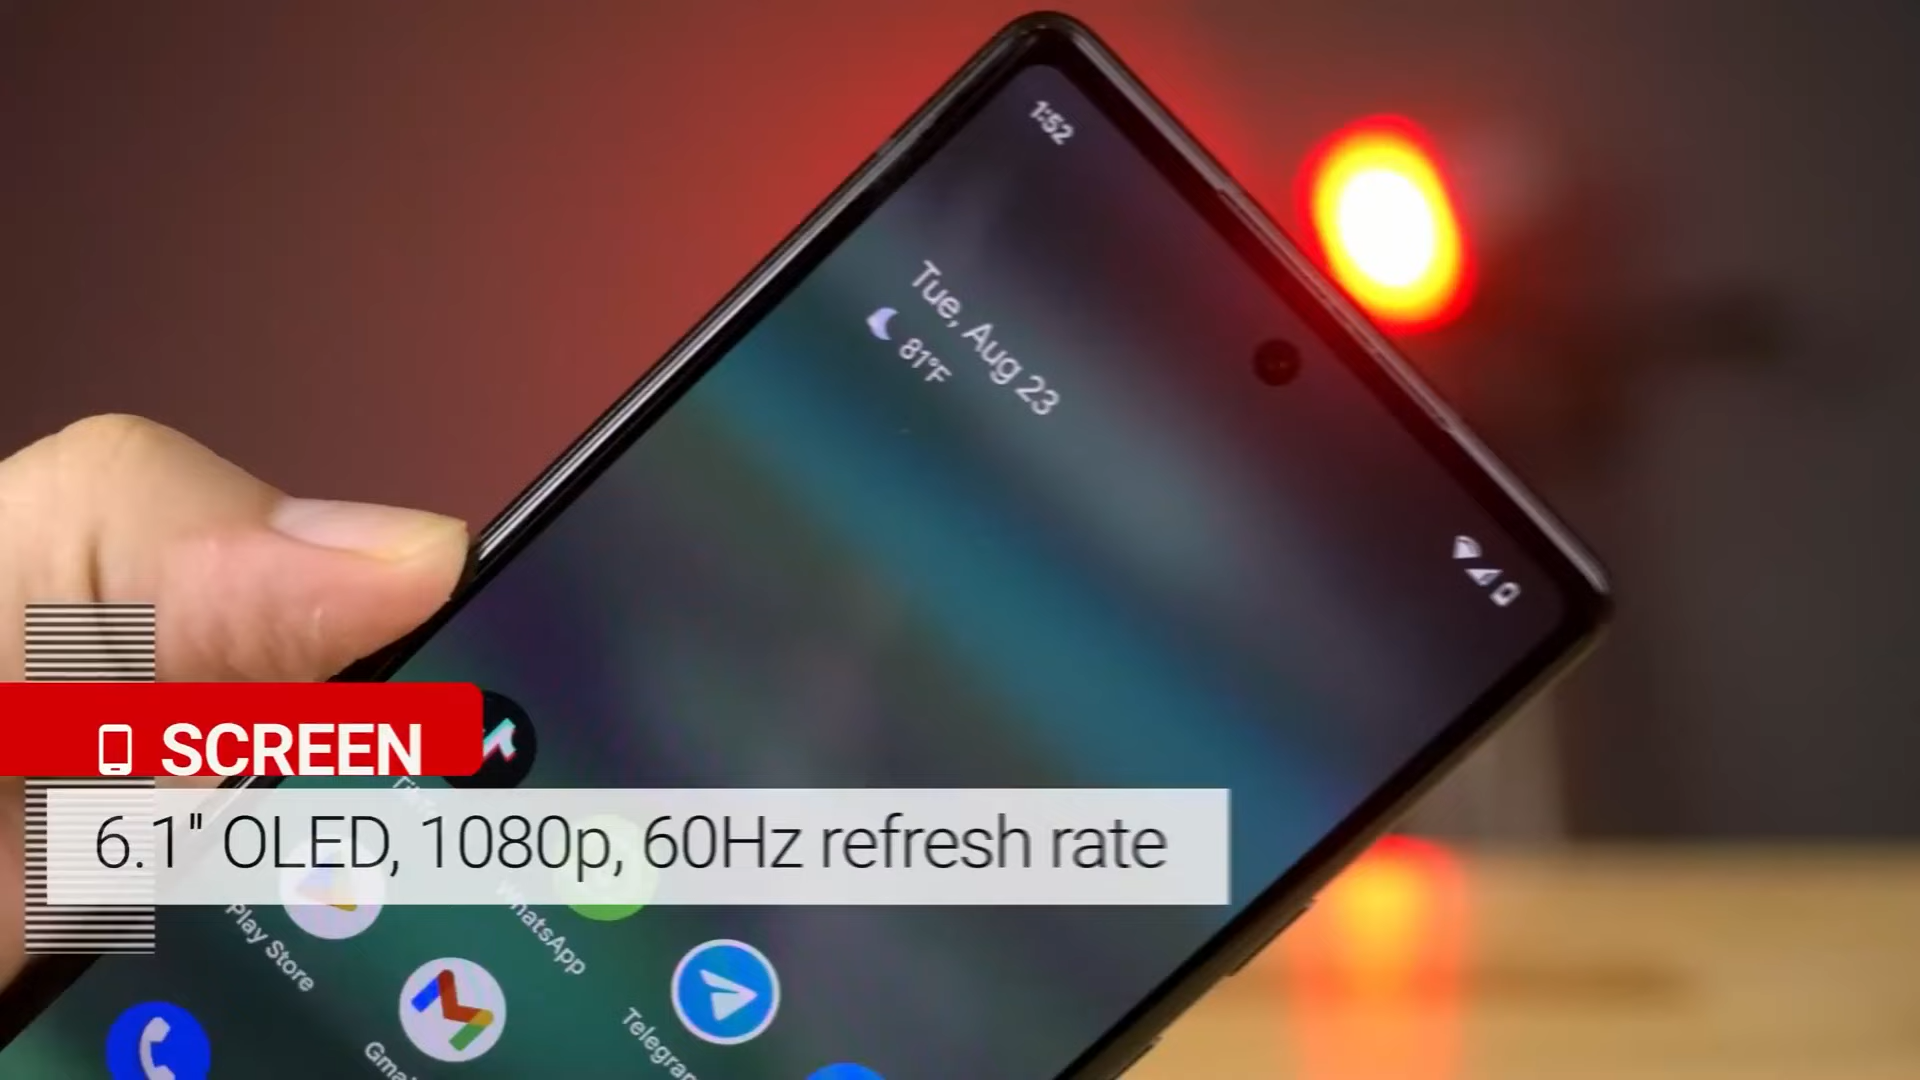 1:52
Tue, Aug 23
81°F
SCREEN
6.1" OLED, 1080p, 60Hz refresh rate
Play Store
WhatsApp
Telegram
Gmail